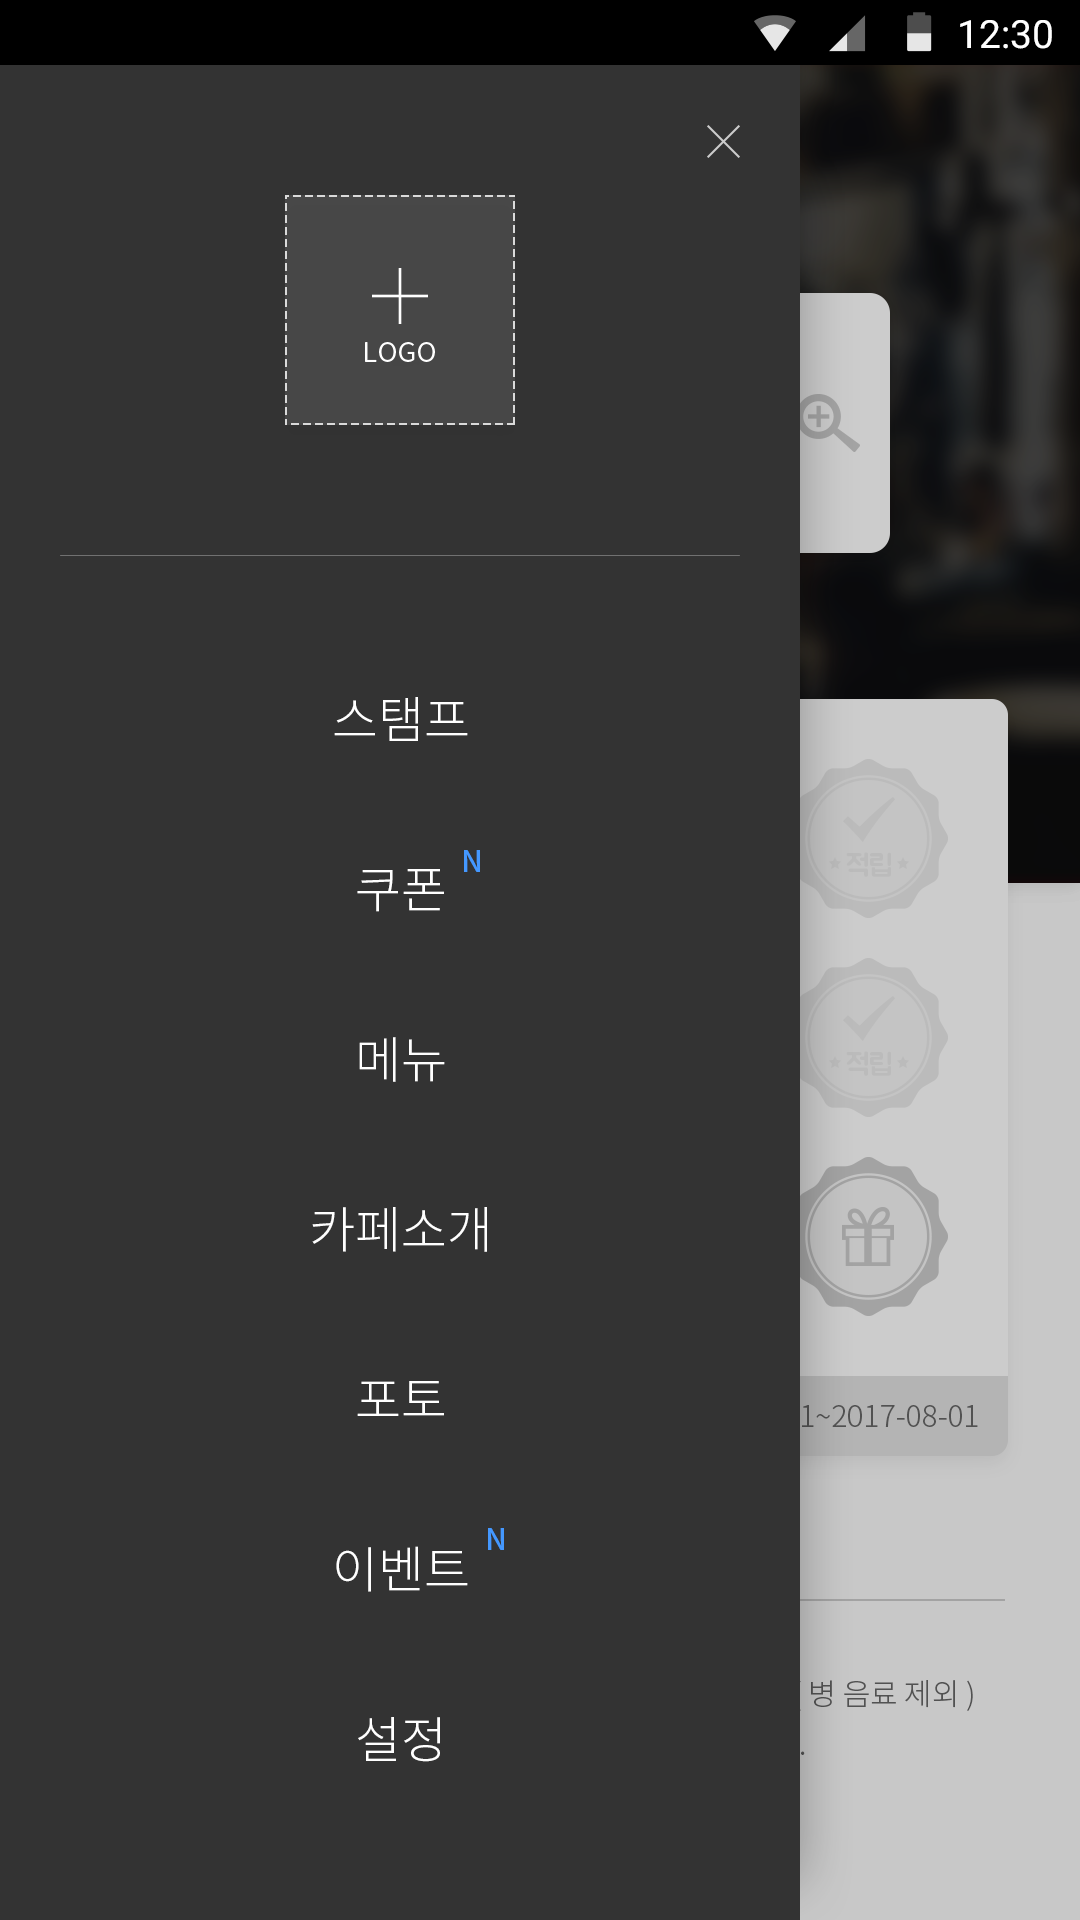 12:30
LOGO
스탬프
쿠폰 N
메뉴
카페소개
포토
이벤트 N
설정
적립
적립
1~2017-08-01
병 음료 제외 )
.